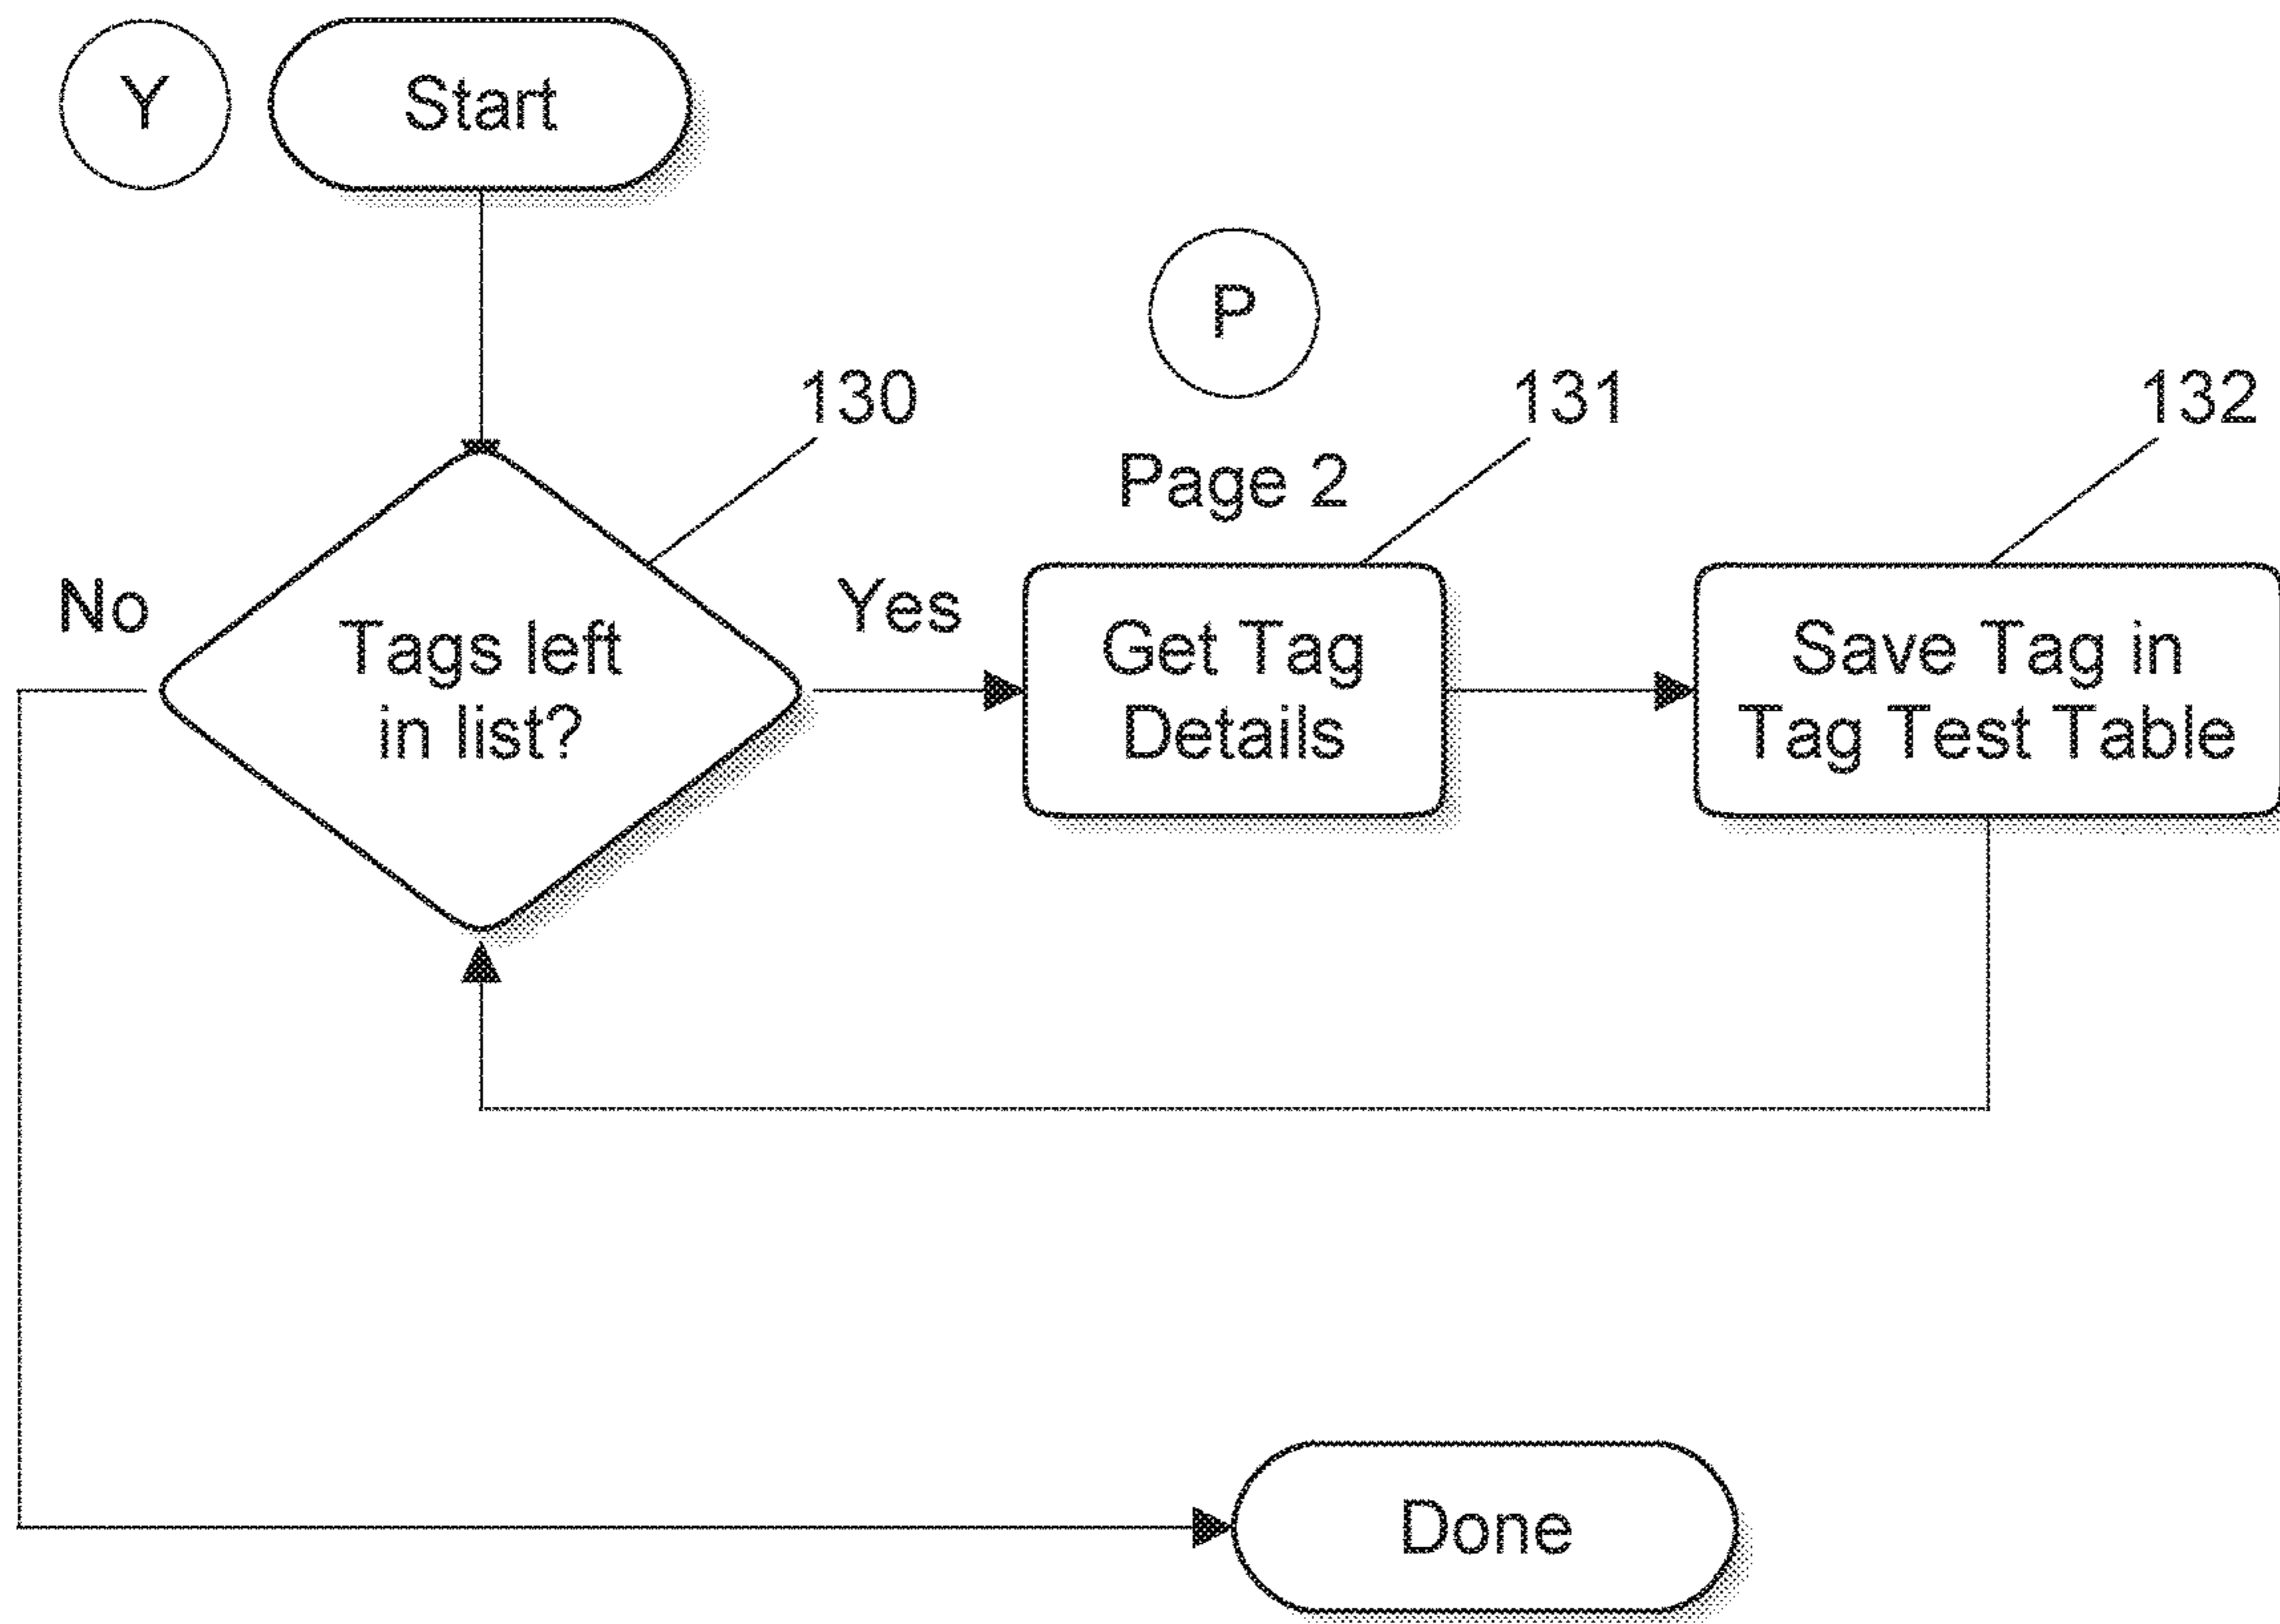 Y
Start
P
130
131
132
Page 2
No
Yes
Tags left
in list?
Get Tag
Details
Save Tag in
Tag Test Table
Done